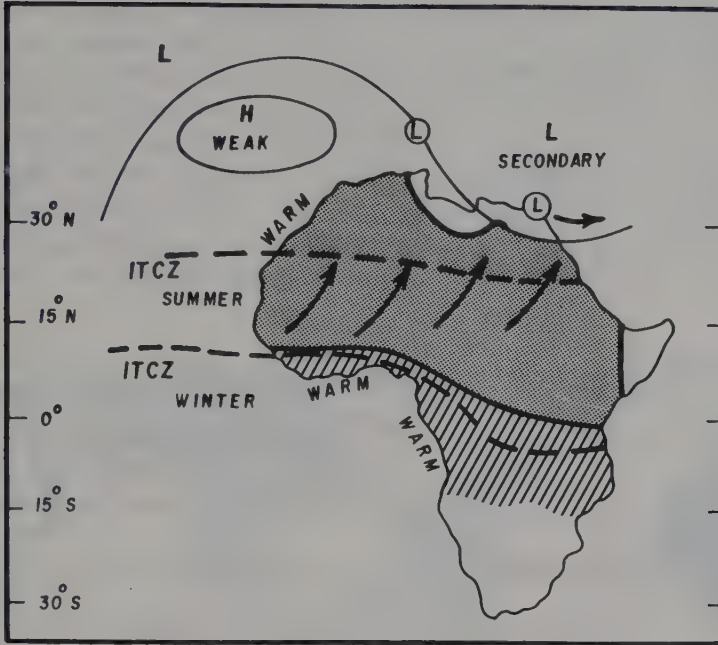 L
H
WEAK
L
L
SECONDARY
L
30° N
WARM
ITCZ
SUMMER
15° N
ITCZ
WARM
WINTER
0°
WARM
15° S
30° S